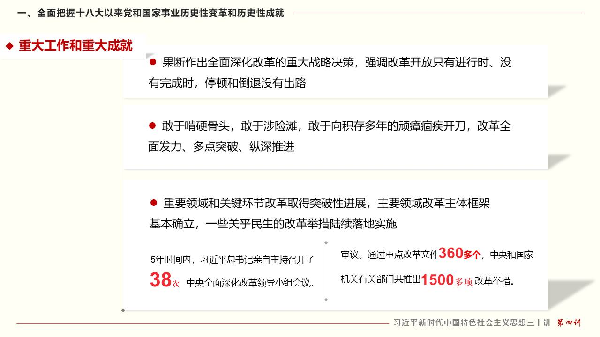 一、全面把握十八大以来党和国家事业历史性变革和历史性成就
◆ 重大工作和重大成就
● 果断作出全面深化改革的重大战略决策，强调改革开放只有进行时、没
有完成时，停顿和倒退没有出路
● 敢于啃硬骨头，敢于涉险滩，敢于向积存多年的顽瘴痼疾开刀，改革全
面发力、多点突破、纵深推进
● 重要领域和关键环节改革取得突破性进展，主要领域改革主体框架
基本确立，一些关乎民生的改革举措陆续落地实施
5年时间内，习近平总书记亲自主持召开了
38次 中央全面深化改革领导小组会议。
审议、通过重点改革文件360多个，中央和国家
机关有关部门共推出1500多项改革举措。
习近平新时代中国特色社会主义思想三十讲 第四讲